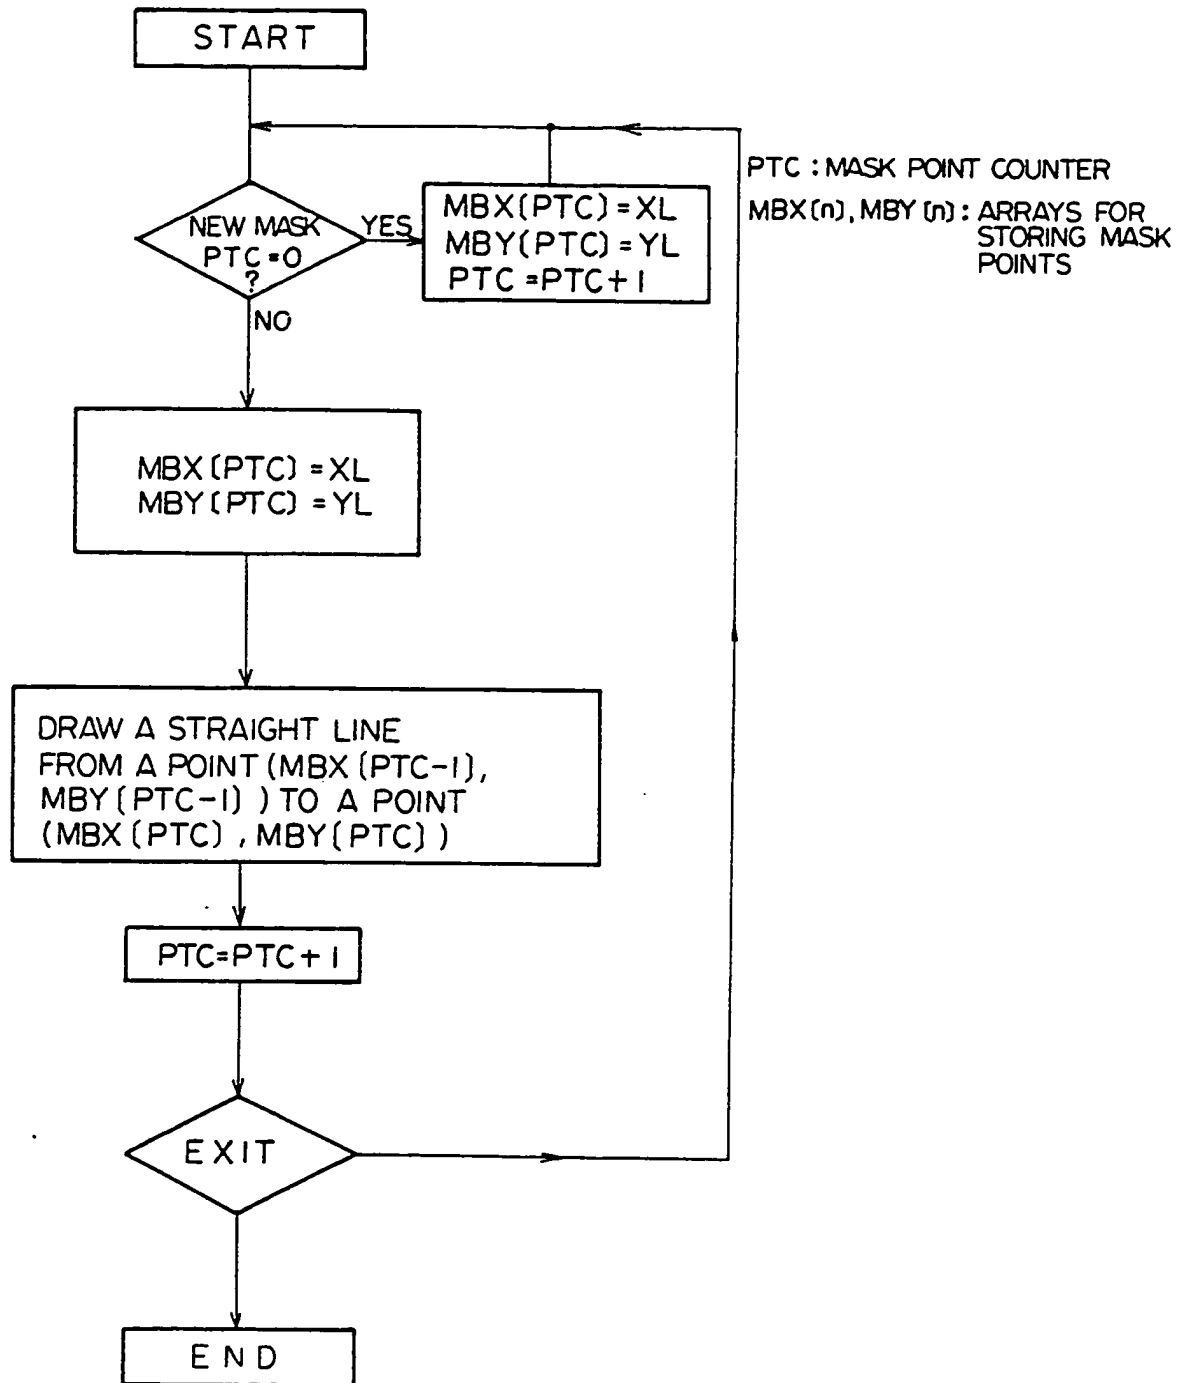 START
NEW MASK
PTC=0
?
YES
MBX(PTC)=XL
MBY(PTC)=YL
PTC=PTC+1
PTC : MASK POINT COUNTER
MBX(n), MBY(n) : ARRAYS FOR
STORING MASK
POINTS
NO
MBX(PTC) = XL
MBY(PTC) = YL
DRAW A STRAIGHT LINE
FROM A POINT (MBX(PTC-1),
MBY(PTC-1) ) TO A POINT
(MBX(PTC) , MBY(PTC) )
PTC=PTC+1
EXIT
END